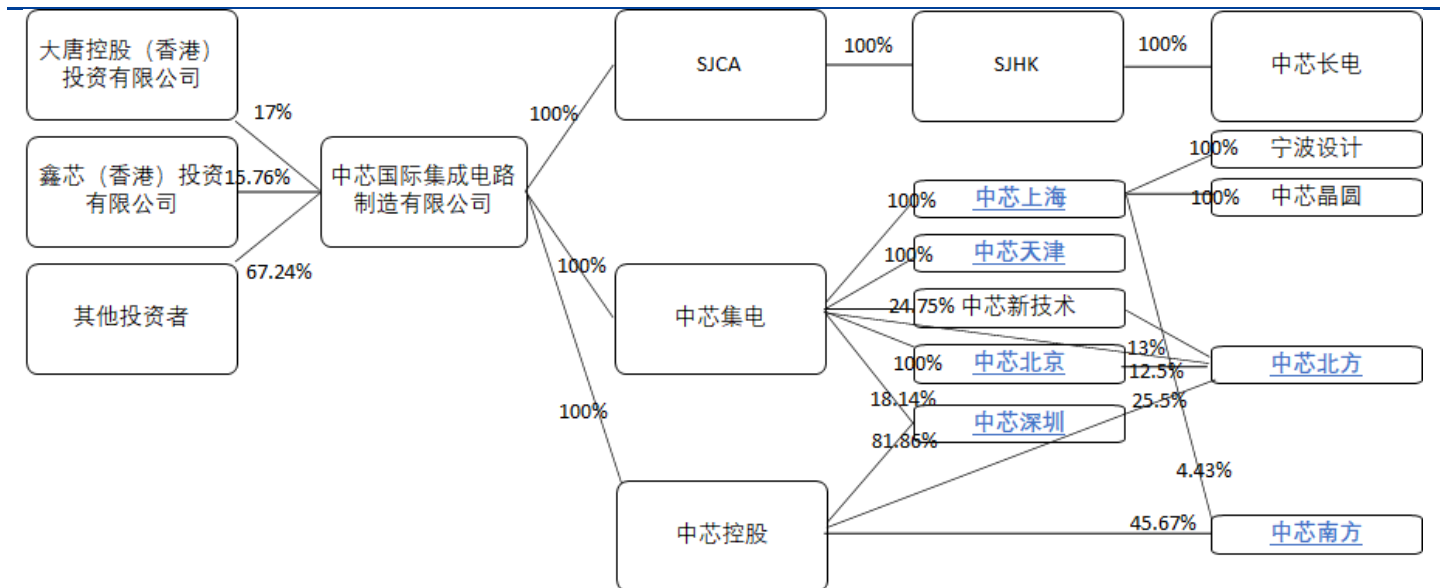 大唐控股（香港）
投资有限公司
17%
鑫芯（香港）投资
有限公司
15.76%
其他投资者
67.24%
中芯国际集成电路
制造有限公司
100%
100%
100%
SJCA
100%
SJHK
100%
中芯长电
中芯集电
100%
中芯上海
100%
宁波设计
100%
中芯晶圆
100%
中芯天津
24.75%
中芯新技术
100%
中芯北京
13%
12.5%
25.5%
中芯北方
18.14%
81.86%
中芯深圳
4.43%
中芯控股
45.67%
中芯南方